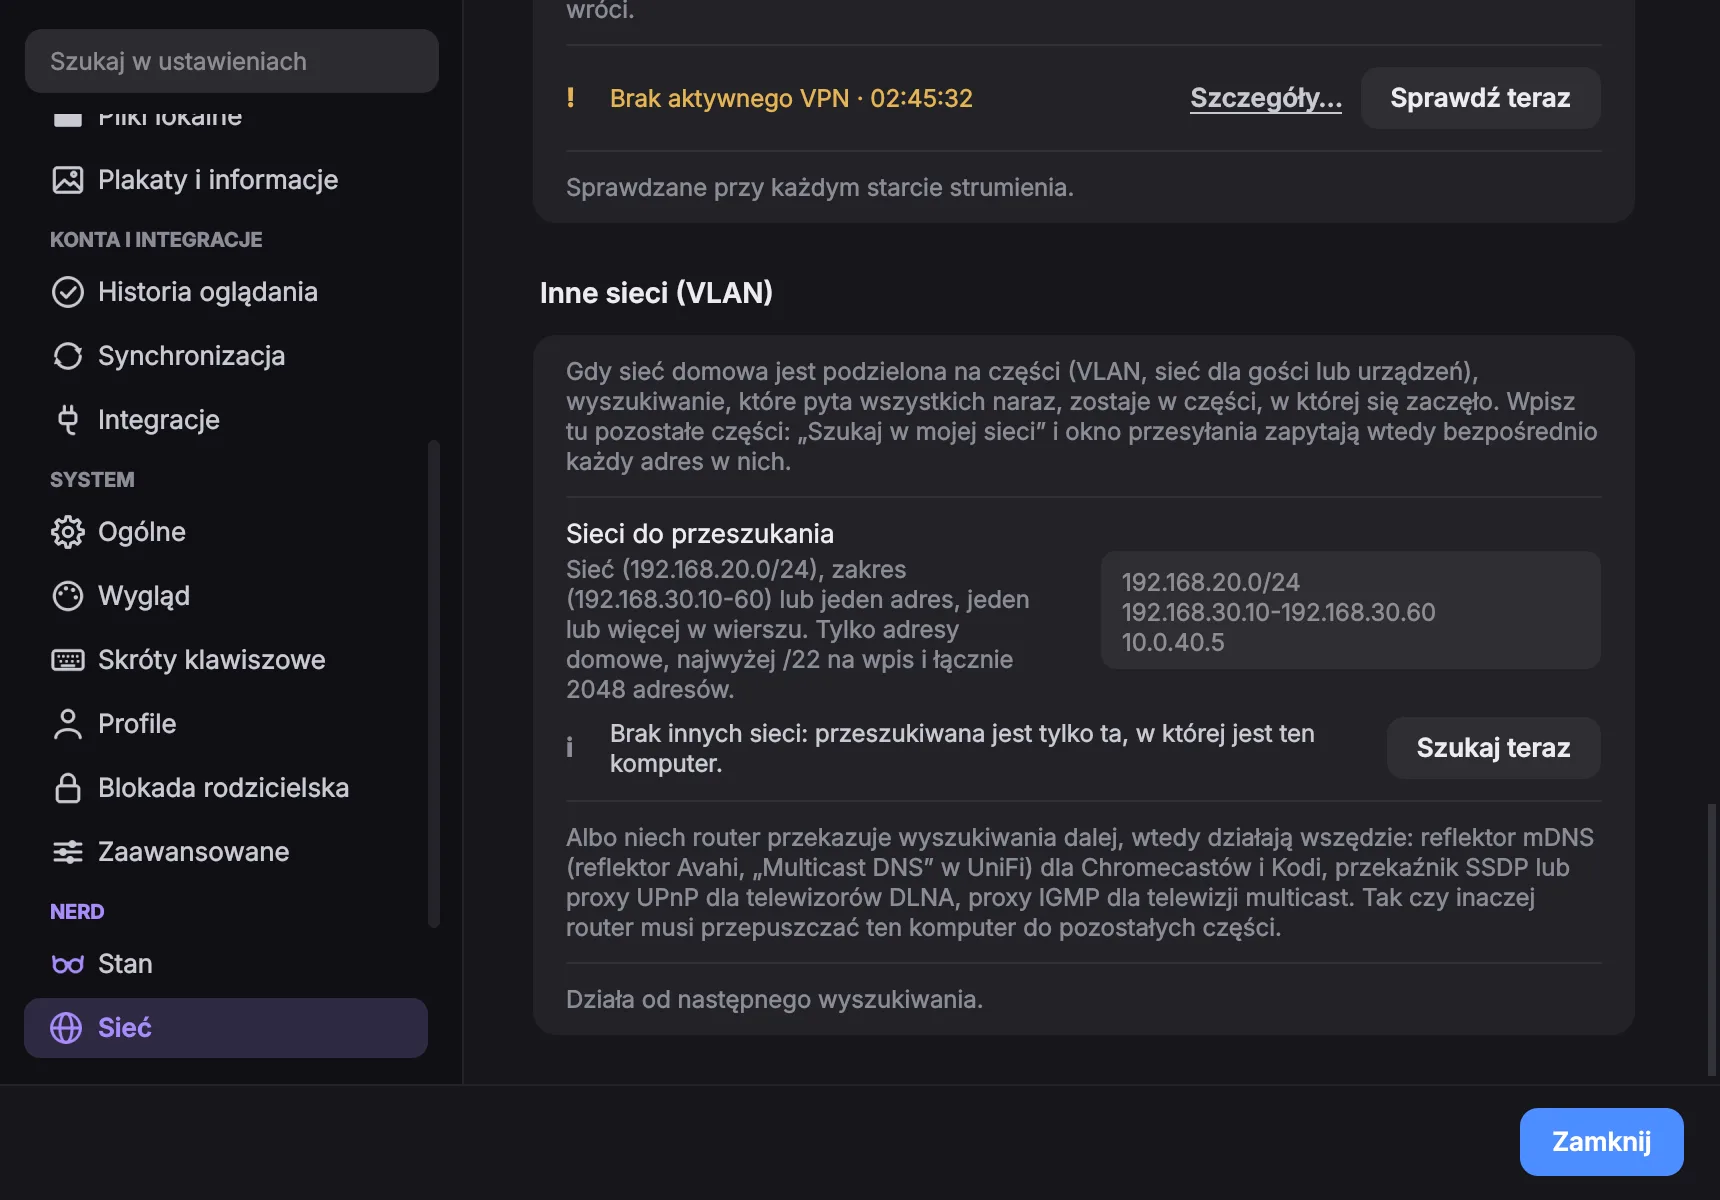 Szukaj w ustawieniach
Pliki lokalne
Plakaty i informacje
KONTA I INTEGRACJE
Historia oglądania
Synchronizacja
Integracje
SYSTEM
Ogólne
Wygląd
Skróty klawiszowe
Profile
Blokada rodzicielska
Zaawansowane
NERD
Stan
Sieć
wróci.
! Brak aktywnego VPN · 02:45:32
Szczegóły...
Sprawdź teraz
Sprawdzane przy każdym starcie strumienia.
Inne sieci (VLAN)
Gdy sieć domowa jest podzielona na części (VLAN, sieć dla gości lub urządzeń),
wyszukiwanie, które pyta wszystkich naraz, zostaje w części, w której się zaczęło. Wpisz
tu pozostałe części: „Szukaj w mojej sieci” i okno przesyłania zapytają wtedy bezpośrednio
każdy adres w nich.
Sieci do przeszukania
Sieć (192.168.20.0/24), zakres
(192.168.30.10-60) lub jeden adres, jeden
lub więcej w wierszu. Tylko adresy
domowe, najwyżej /22 na wpis i łącznie
2048 adresów.
192.168.20.0/24
192.168.30.10-192.168.30.60
10.0.40.5
i Brak innych sieci: przeszukiwana jest tylko ta, w której jest ten
komputer.
Szukaj teraz
Albo niech router przekazuje wyszukiwania dalej, wtedy działają wszędzie: reflektor mDNS
(reflektor Avahi, „Multicast DNS” w UniFi) dla Chromecastów i Kodi, przekaźnik SSDP lub
proxy UPnP dla telewizorów DLNA, proxy IGMP dla telewizji multicast. Tak czy inaczej
router musi przepuszczać ten komputer do pozostałych części.
Działa od następnego wyszukiwania.
Zamknij